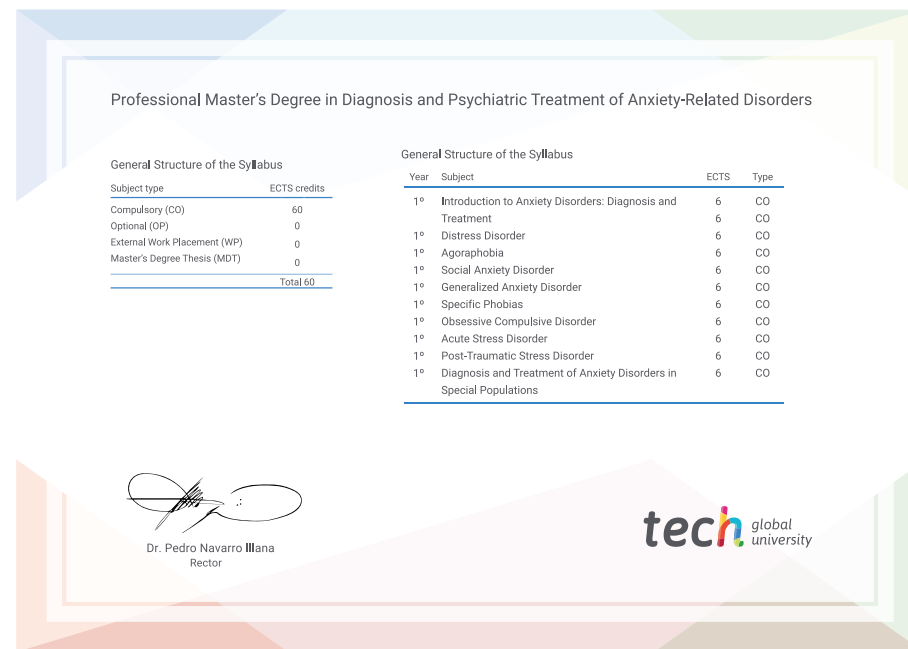 Professional Master's Degree in Diagnosis and Psychiatric Treatment of Anxiety-Related Disorders
General Structure of the Syllabus
Subject type ECTS credits
Compulsory (CO) 60
Optional (OP) 0
External Work Placement (WP) 0
Master's Degree Thesis (MDT) 0
Total 60
General Structure of the Syllabus
Year Subject ECTS Type
1º Introduction to Anxiety Disorders: Diagnosis and 6 CO
Treatment 6 CO
1º Distress Disorder 6 CO
1º Agoraphobia 6 CO
1º Social Anxiety Disorder 6 CO
1º Generalized Anxiety Disorder 6 CO
1º Specific Phobias 6 CO
1º Obsessive Compulsive Disorder 6 CO
1º Acute Stress Disorder 6 CO
1º Post-Traumatic Stress Disorder 6 CO
1º Diagnosis and Treatment of Anxiety Disorders in 6 CO
Special Populations
Dr. Pedro Navarro Illana
Rector
tech global
university